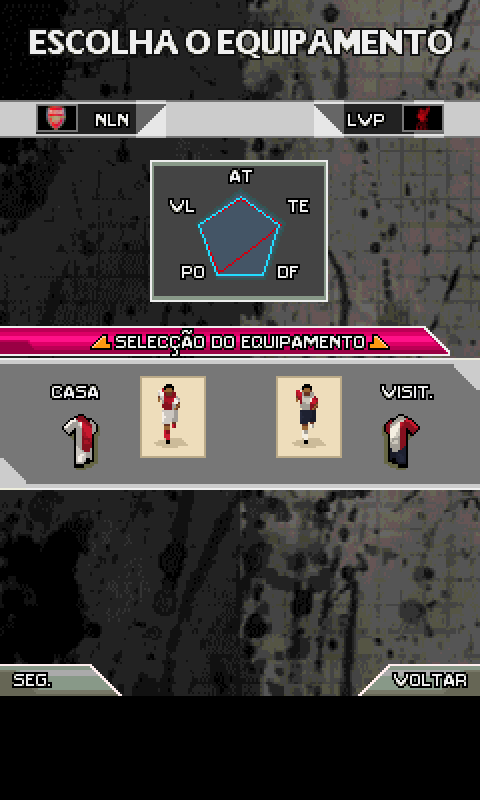 ESCOLHA O EQUIPAMENTO
NLN
LVP
AT
VL
TE
PO
DF
SELECÇÃO DO EQUIPAMENTO
CASA
VISIT.
SEG.
VOLTAR